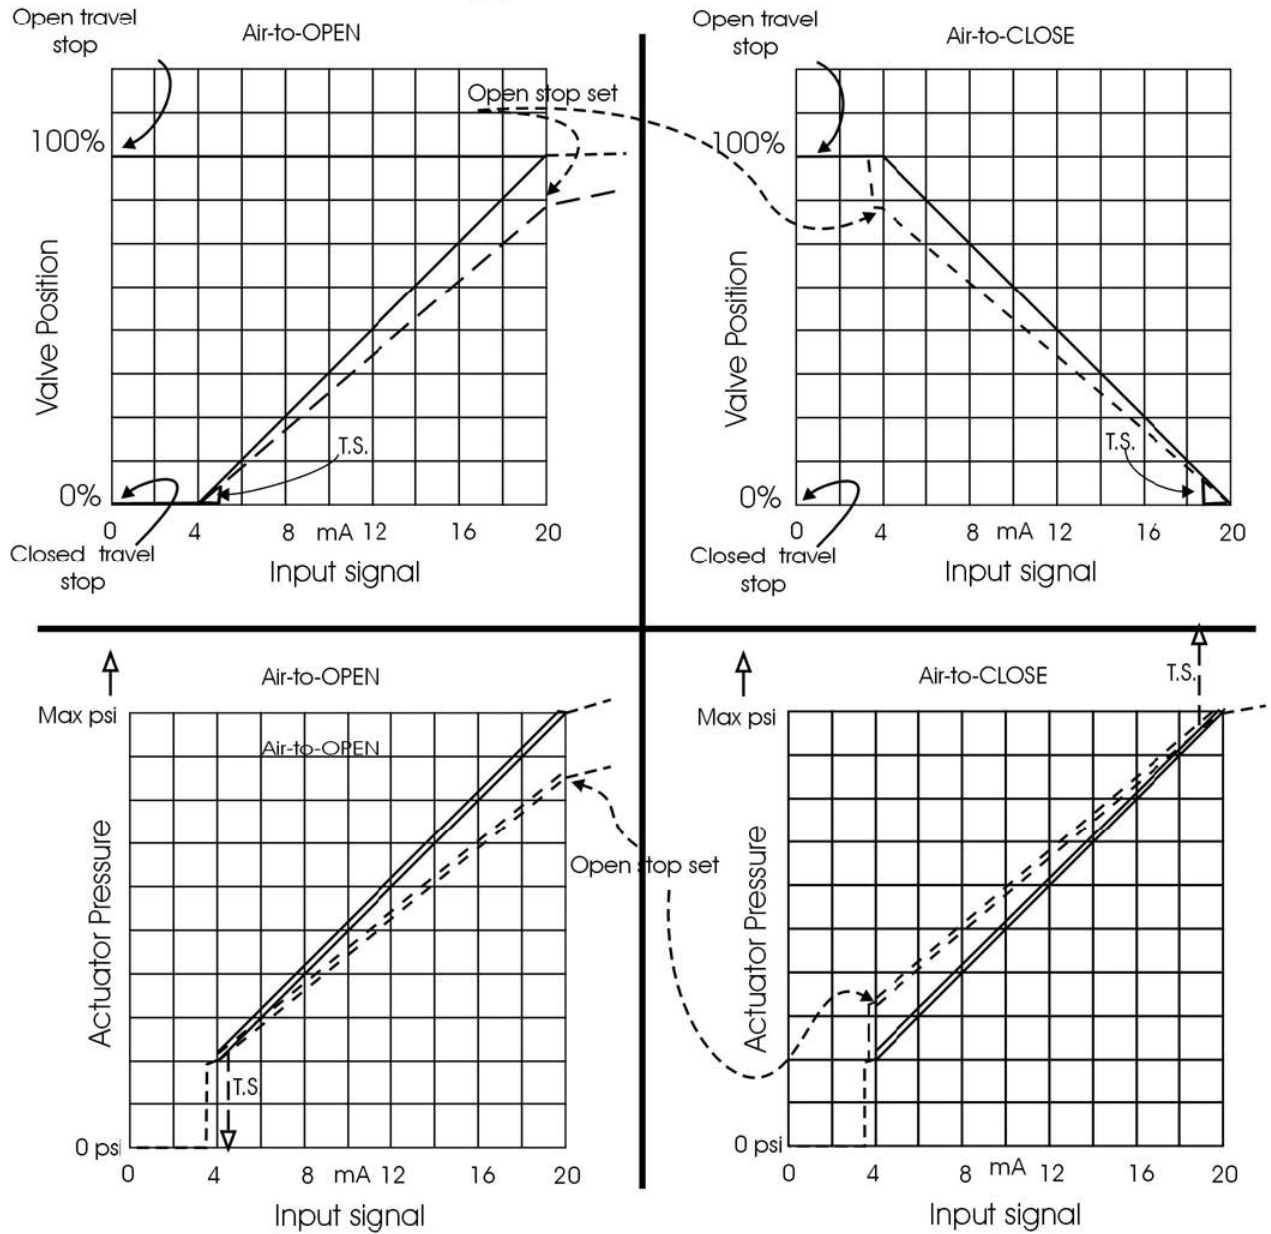 Open travel
stop
Air-to-OPEN
Open stop set
100%
Valve Position
T.S.
0%
0 4 8 mA 12 16 20
Closed travel
stop
Input signal
Open travel
stop
Air-to-CLOSE
100%
Valve Position
T.S.
0%
0 4 8 mA 12 16 20
Closed travel
stop
Input signal
Air-to-OPEN
Max psi
Air-to-OPEN
Actuator Pressure
Open stop set
T.S
0 psi
0 4 8 mA 12 16 20
Input signal
Air-to-CLOSE
T.S.
Max psi
Actuator Pressure
0 psi
0 4 8 mA 12 16 20
Input signal